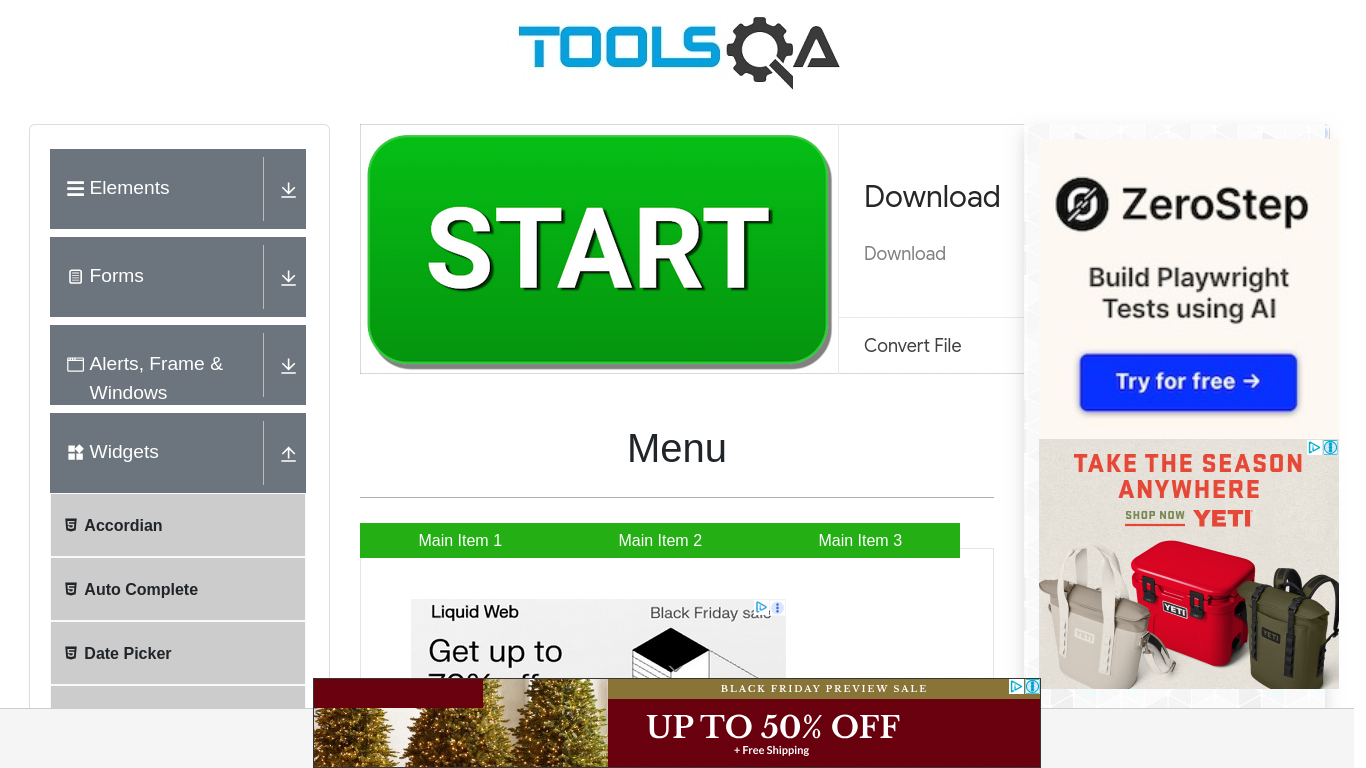 TOOLSQA
Elements
Forms
Alerts, Frame &
Windows
Widgets
Accordian
Auto Complete
Date Picker
START
Download
Download
Convert File
Menu
Main Item 1
Main Item 2
Main Item 3
Liquid Web
Black Friday sale
Get up to
ZeroStep
Build Playwright
Tests using AI
Try for free →
TAKE THE SEASON
ANYWHERE
SHOP NOW YETI
YETI
YETI
YETI
BLACK FRIDAY PREVIEW SALE
UP TO 50% OFF
+ Free Shipping